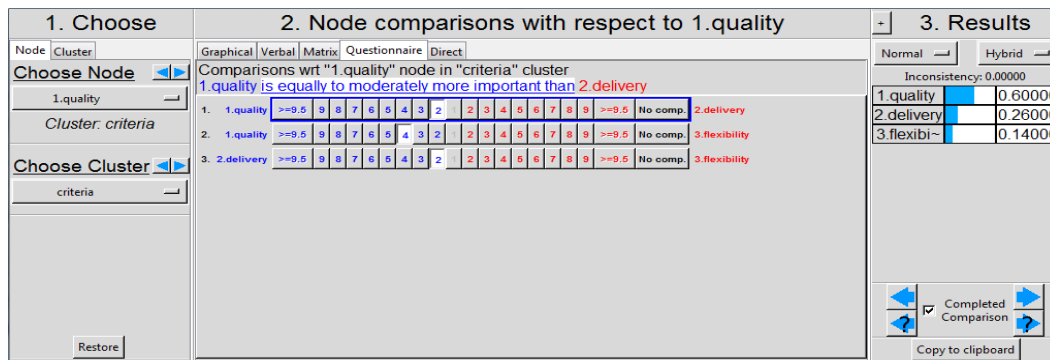 1. Choose
2. Node comparisons with respect to 1.quality
+ 3. Results
Node Cluster
Graphical Verbal Matrix Questionnaire Direct
Normal Hybrid
Choose Node
Comparisons wrt "1.quality" node in "criteria" cluster
1.quality is equally to moderately more important than 2.delivery
Inconsistency: 0.00000
1.quality
Cluster: criteria
1. 1.quality >=9.5 9 8 7 6 5 4 3 2 1 2 3 4 5 6 7 8 9 >=9.5 No comp. 2.delivery
2. 1.quality >=9.5 9 8 7 6 5 4 3 2 1 2 3 4 5 6 7 8 9 >=9.5 No comp. 3.flexibility
3. 2.delivery >=9.5 9 8 7 6 5 4 3 2 1 2 3 4 5 6 7 8 9 >=9.5 No comp. 3.flexibility
1.quality 0.6000
2.delivery 0.2600
3.flexibi~ 0.1400
Choose Cluster
criteria
Restore
Completed
Comparison
? ?
Copy to clipboard